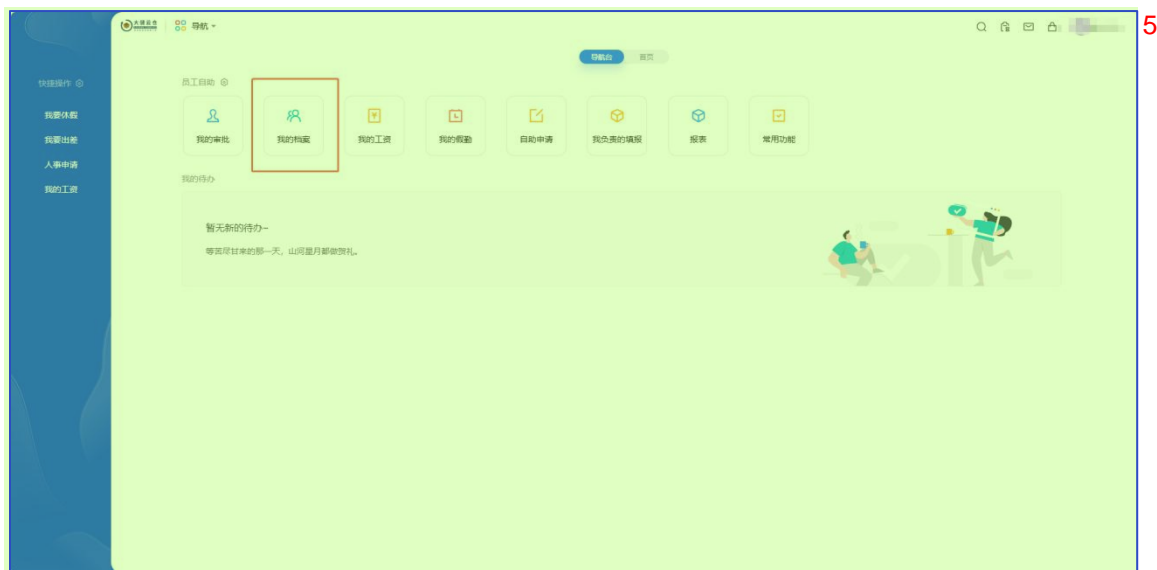 导航
5
导航台 首页
快捷操作
我要休假
我要出差
人事申请
我的工资
员工自助
我的审批 我的档案 我的工资 我的假勤 自助申请 我负责的填报 报表 常用功能
我的待办
暂无新的待办~
等苦尽甘来的那一天，山河星月都做贺礼。